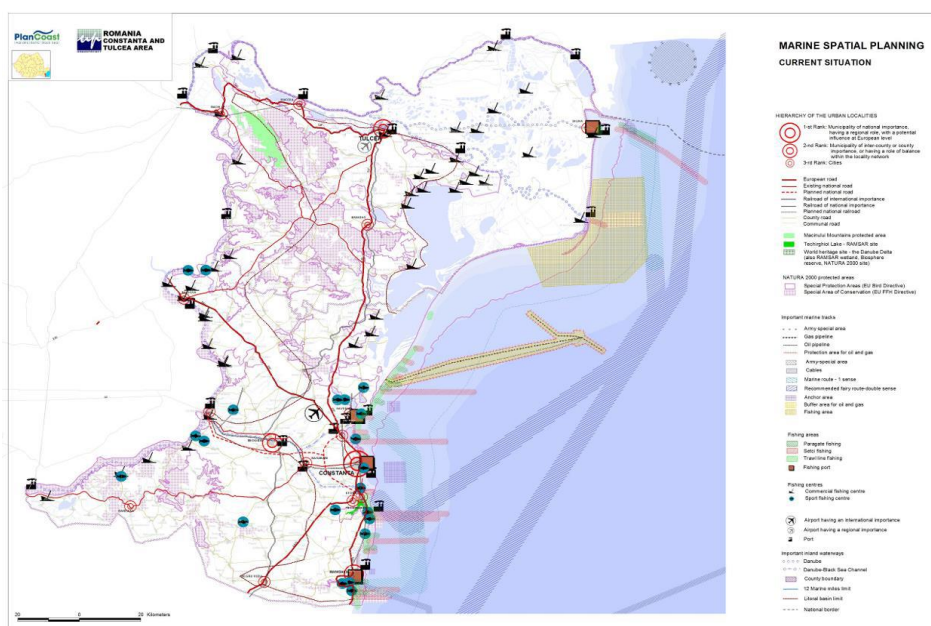 PlanCoast
ROMANIA
CONSTANTA AND
TULCEA AREA
MARINE SPATIAL PLANNING
CURRENT SITUATION
HIERARCHY OF THE URBAN LOCALITIES
1-st Rank: Municipality of national importance,
having a regional role, with a potential
influence at European level
2-nd Rank: Municipality of inter-county or county
importance, or having a role of balance
within the locality network
3-rd Rank: Cities
European road
Existing national road
Planned national road
Railroad of international importance
Railroad of national importance
Planned national railroad
County road
Communal road
Macinului Mountains protected area
Techirghiol Lake - RAMSAR site
World heritage site - the Danube Delta
(also RAMSAR wetland, Biosphere
reserve, NATURA 2000 site)
NATURA 2000 protected areas
Special Protection Areas (EU Bird Directive)
Special Area of Conservation (EU FFH Directive)
Important marine tracks
Army special area
Gas pipeline
Oil pipeline
Protection area for oil and gas
Army-special area
Cables
Marine route - 1 sense
Recommended fairy route-double sense
Anchor area
Buffer area for oil and gas
Fishing area
Fishing areas
Paragate fishing
Setci fishing
Trawl line fishing
Fishing port
Fishing centres
Commercial fishing centre
Sport fishing centre
Airport having an international importance
Airport having a regional importance
Port
Important inland waterways
Danube
Danube-Black Sea Channel
County boundary
12 Marine miles limit
Litoral basin limit
National border
TULCEA
CONSTANTA
20 0 20 Kilometers